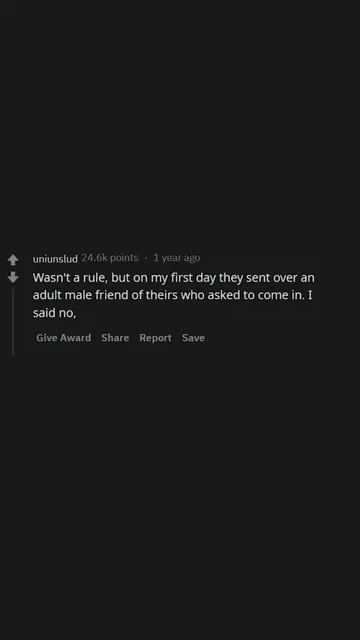 uniunslud 24.6k points · 1 year ago
Wasn't a rule, but on my first day they sent over an
adult male friend of theirs who asked to come in. I
said no,
Give Award Share Report Save